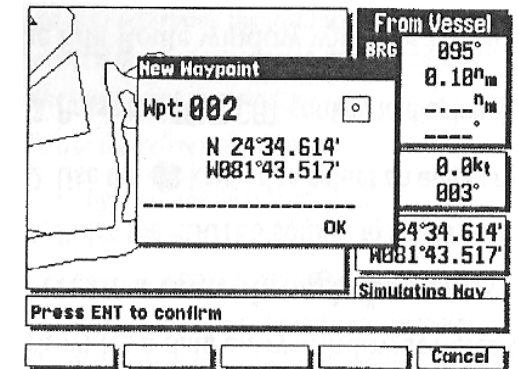 From Vessel
BRG 095°
0.10nm
_._nm
----
New Waypoint
Wpt: 002
N 24°34.614'
W081°43.517'
--------------------
OK
0.0kt
003°
24°34.614'
W081°43.517'
Simulating Nav
Press ENT to confirm
Cancel